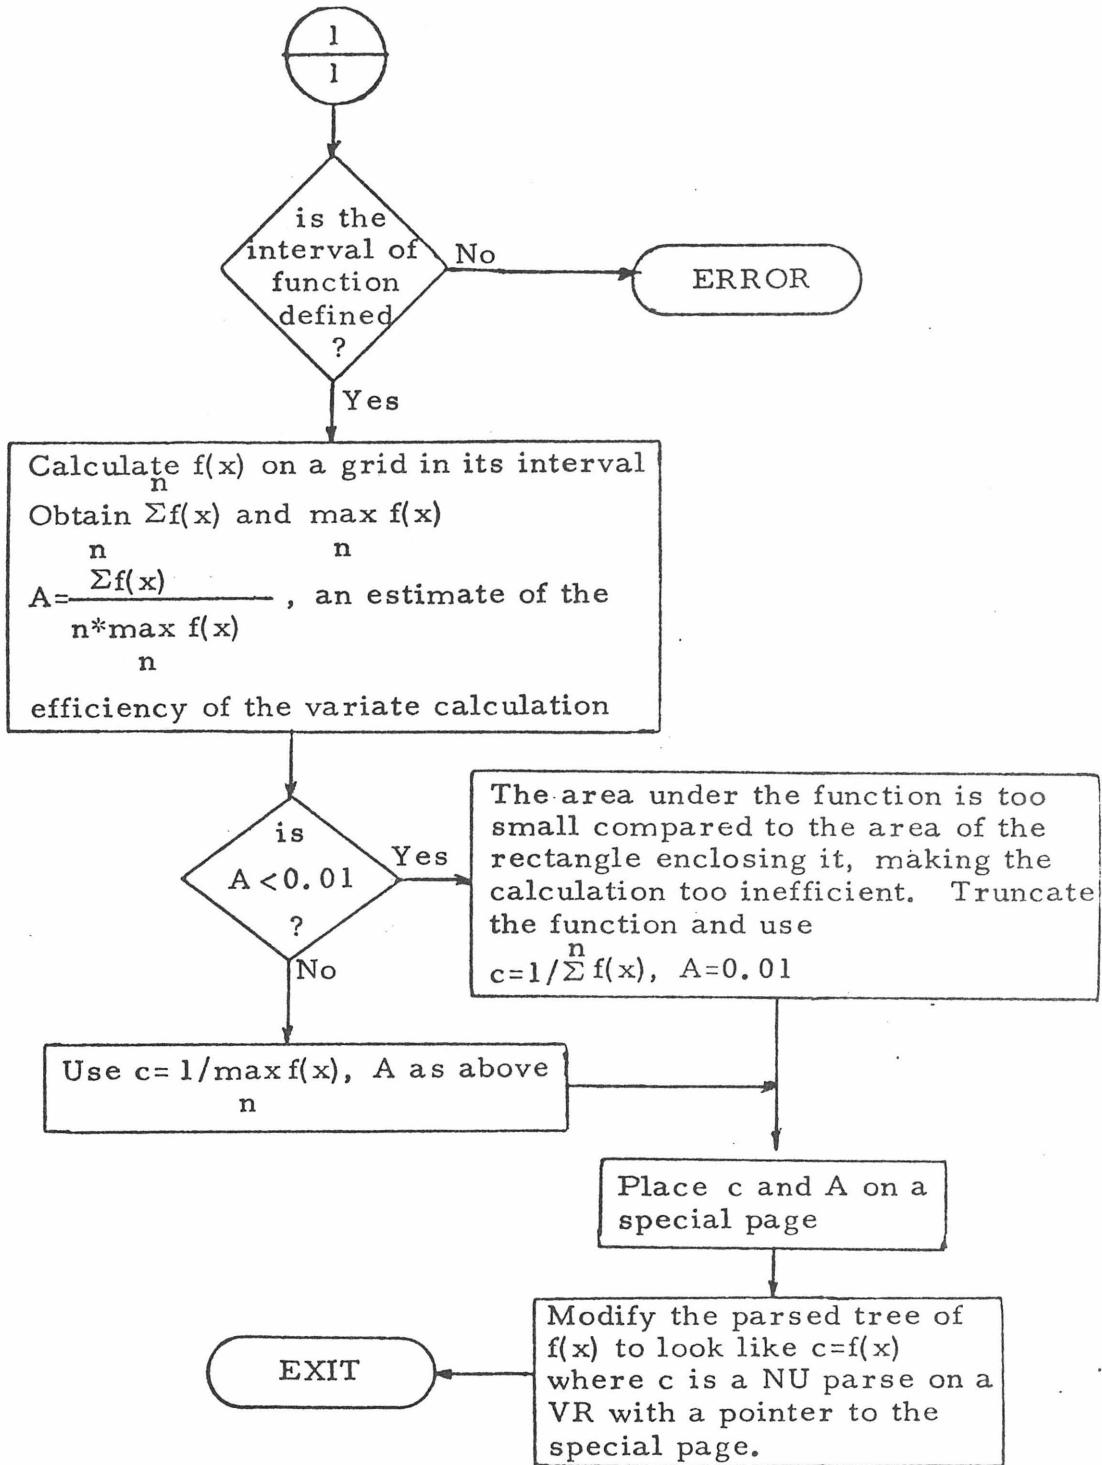 1
1
is the
interval of
function
defined
?
No
ERROR
Yes
Calculate f(x) on a grid in its interval
n
Obtain Σf(x) and max f(x)
n
n
Σf(x)
A= , an estimate of the
n*max f(x)
n
efficiency of the variate calculation
is
A<0.01
?
Yes
The area under the function is too
small compared to the area of the
rectangle enclosing it, making the
calculation too inefficient. Truncate
the function and use
n
c=1/Σ f(x), A=0.01
No
Use c= 1/max f(x), A as above
n
Place c and A on a
special page
Modify the parsed tree of
f(x) to look like c=f(x)
where c is a NU parse on a
VR with a pointer to the
special page.
EXIT